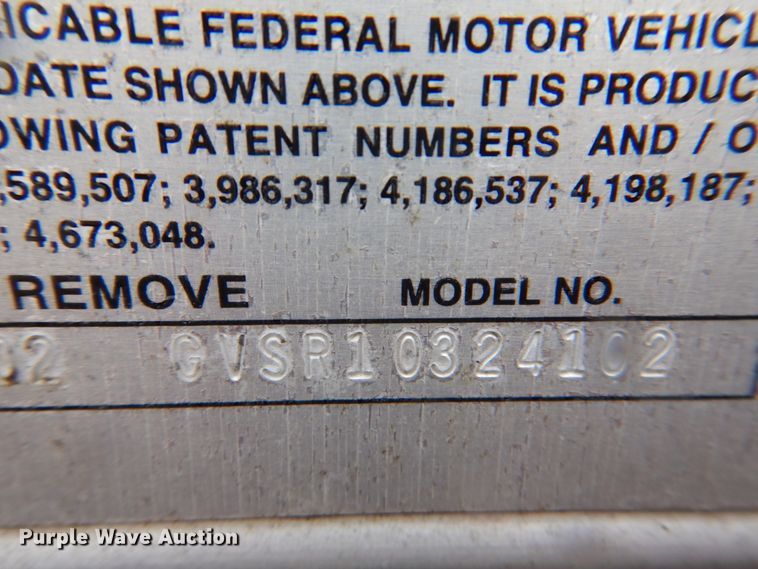 ICABLE FEDERAL MOTOR VEHICL
DATE SHOWN ABOVE. IT IS PRODUC
OWING PATENT NUMBERS AND / O
,589,507; 3,986,317; 4,186,537; 4,198,187;
; 4,673,048.
REMOVE MODEL NO.
02 GVSR10324102
Purple Wave Auction